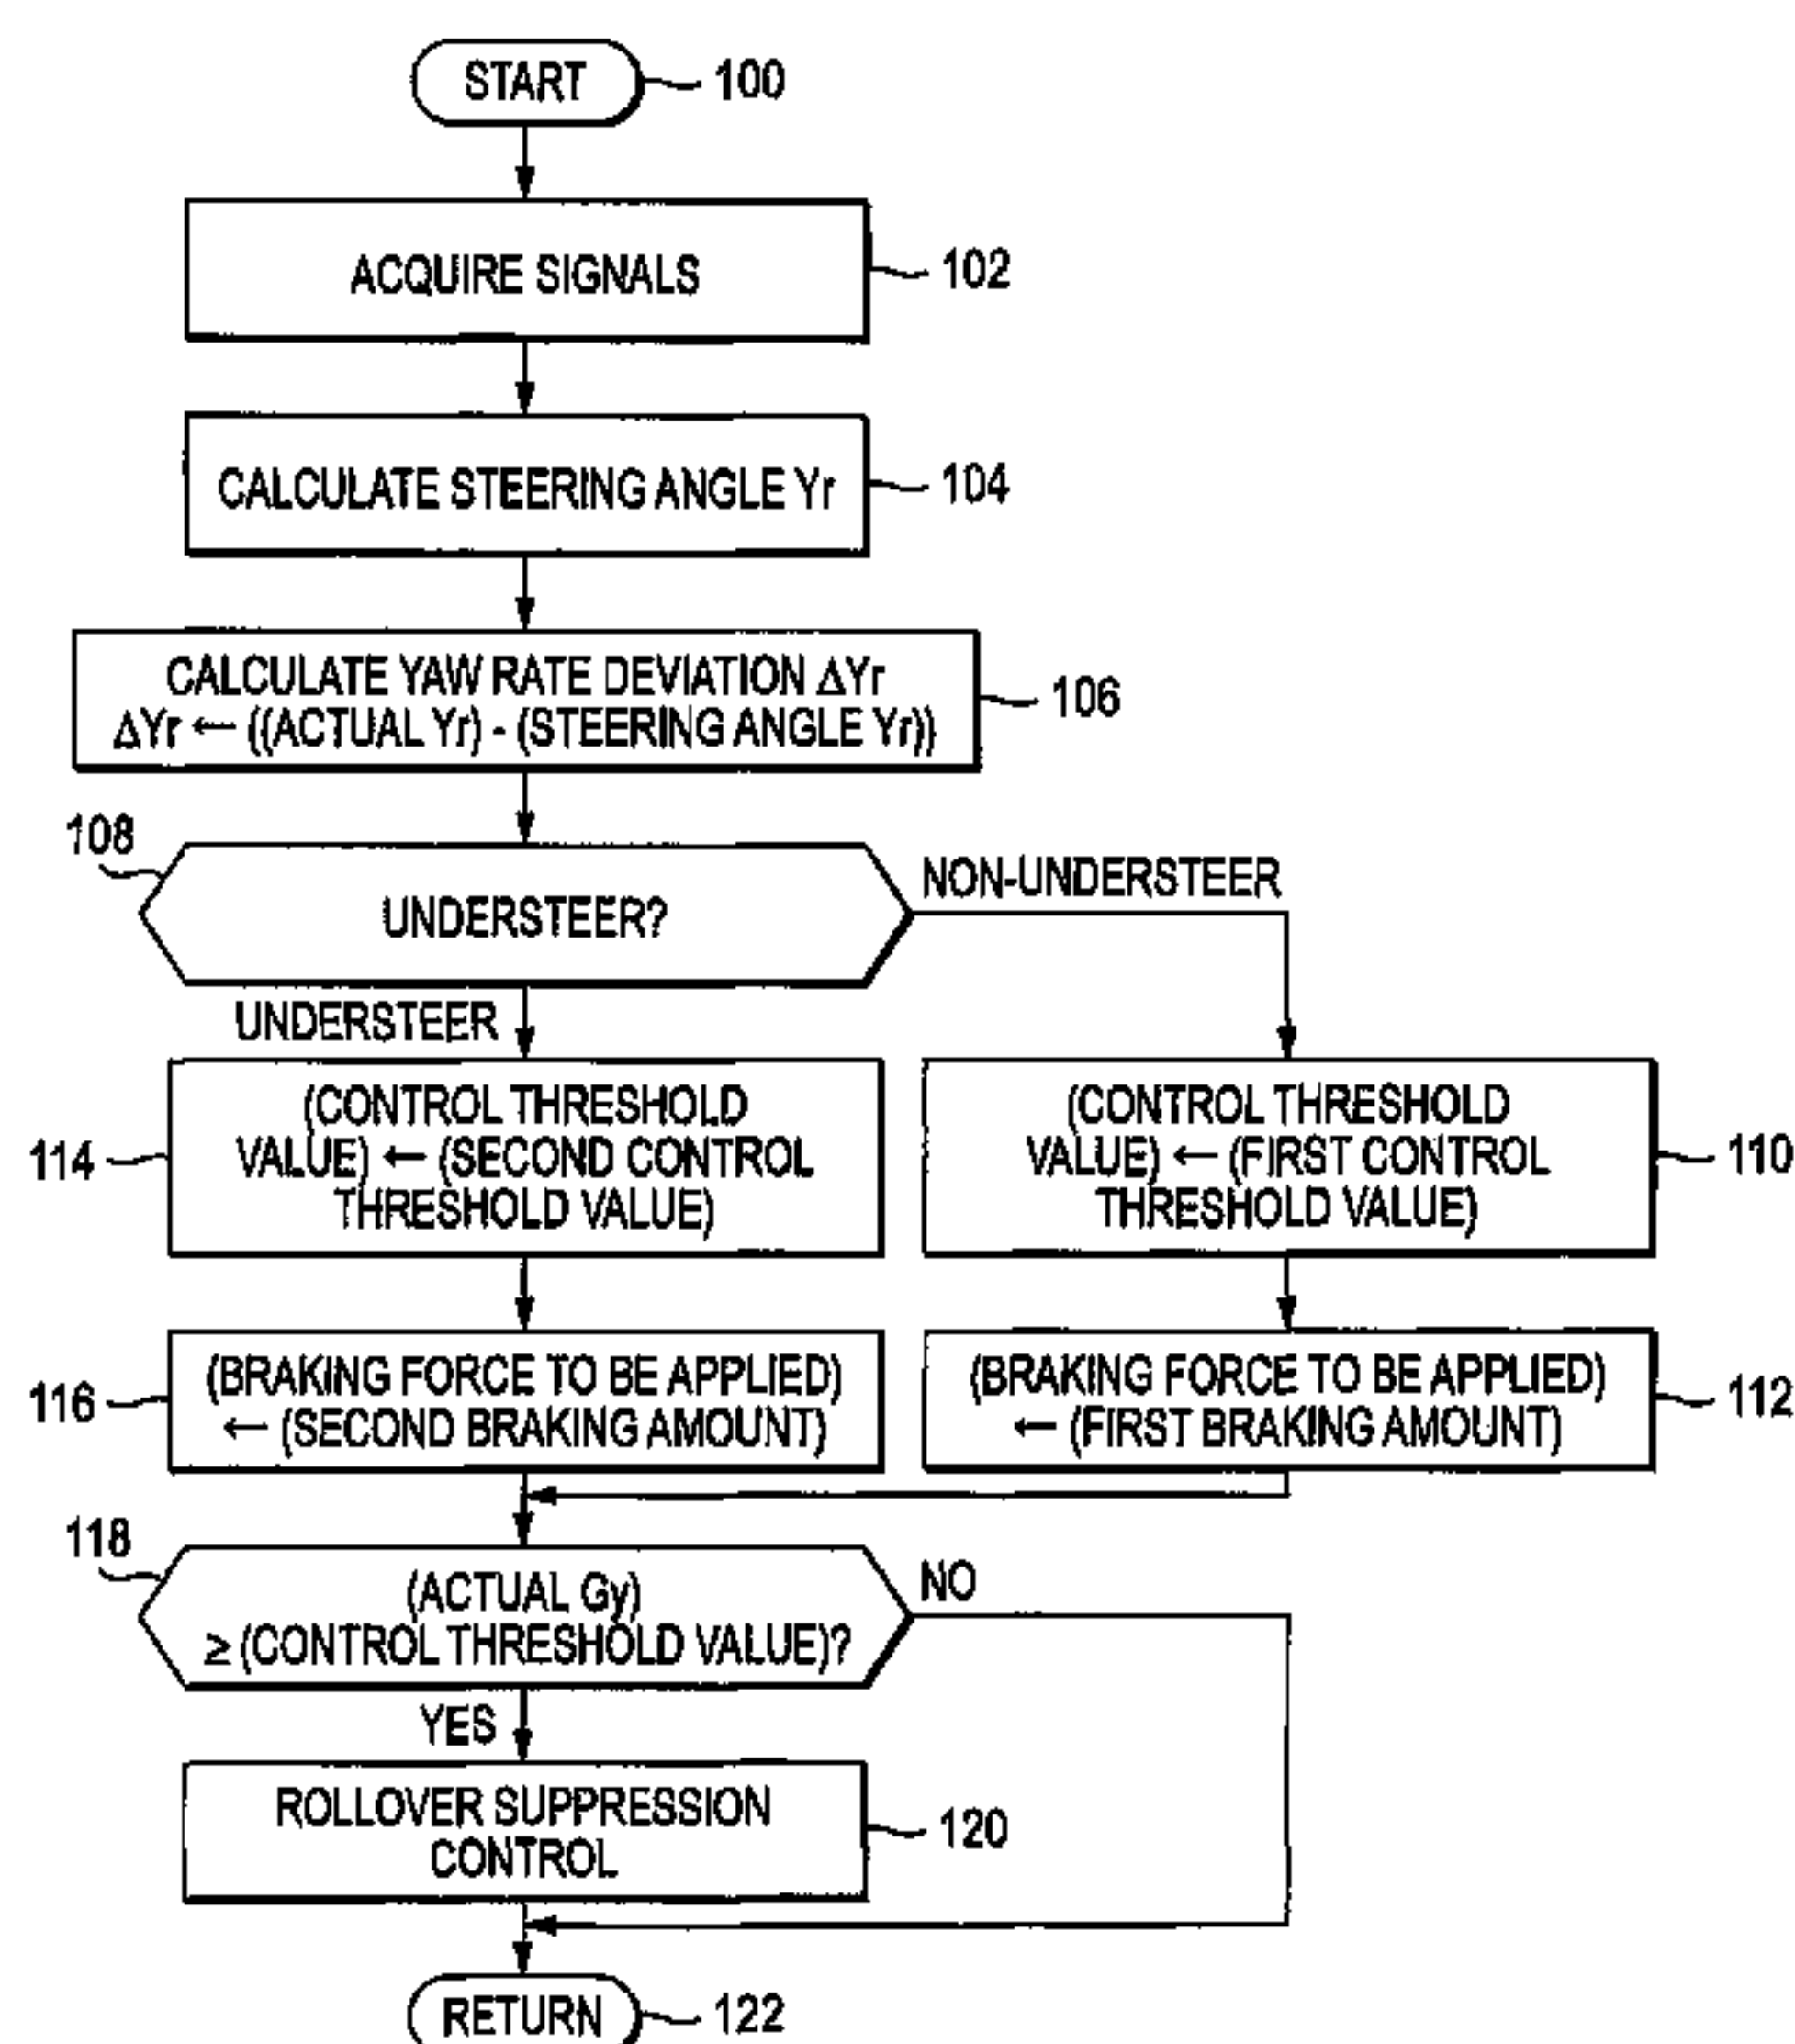 START
100
ACQUIRE SIGNALS
102
CALCULATE STEERING ANGLE Yr
104
CALCULATE YAW RATE DEVIATION ΔYr
ΔYr ← ((ACTUAL Yr) - (STEERING ANGLE Yr))
106
108
UNDERSTEER?
NON-UNDERSTEER
UNDERSTEER
114
(CONTROL THRESHOLD
VALUE) ← (SECOND CONTROL
THRESHOLD VALUE)
(CONTROL THRESHOLD
VALUE) ← (FIRST CONTROL
THRESHOLD VALUE)
110
116
(BRAKING FORCE TO BE APPLIED)
← (SECOND BRAKING AMOUNT)
(BRAKING FORCE TO BE APPLIED)
← (FIRST BRAKING AMOUNT)
112
118
(ACTUAL Gy)
≥ (CONTROL THRESHOLD VALUE)?
NO
YES
ROLLOVER SUPPRESSION
CONTROL
120
RETURN
122